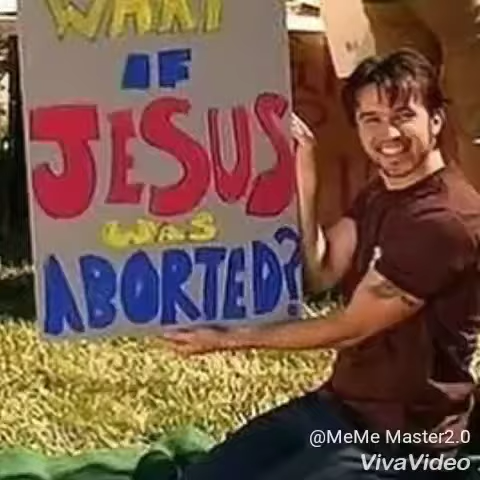 WHAT
IF
JESUS
WAS
ABORTED?
@MeMe Master2.0
VivaVideo